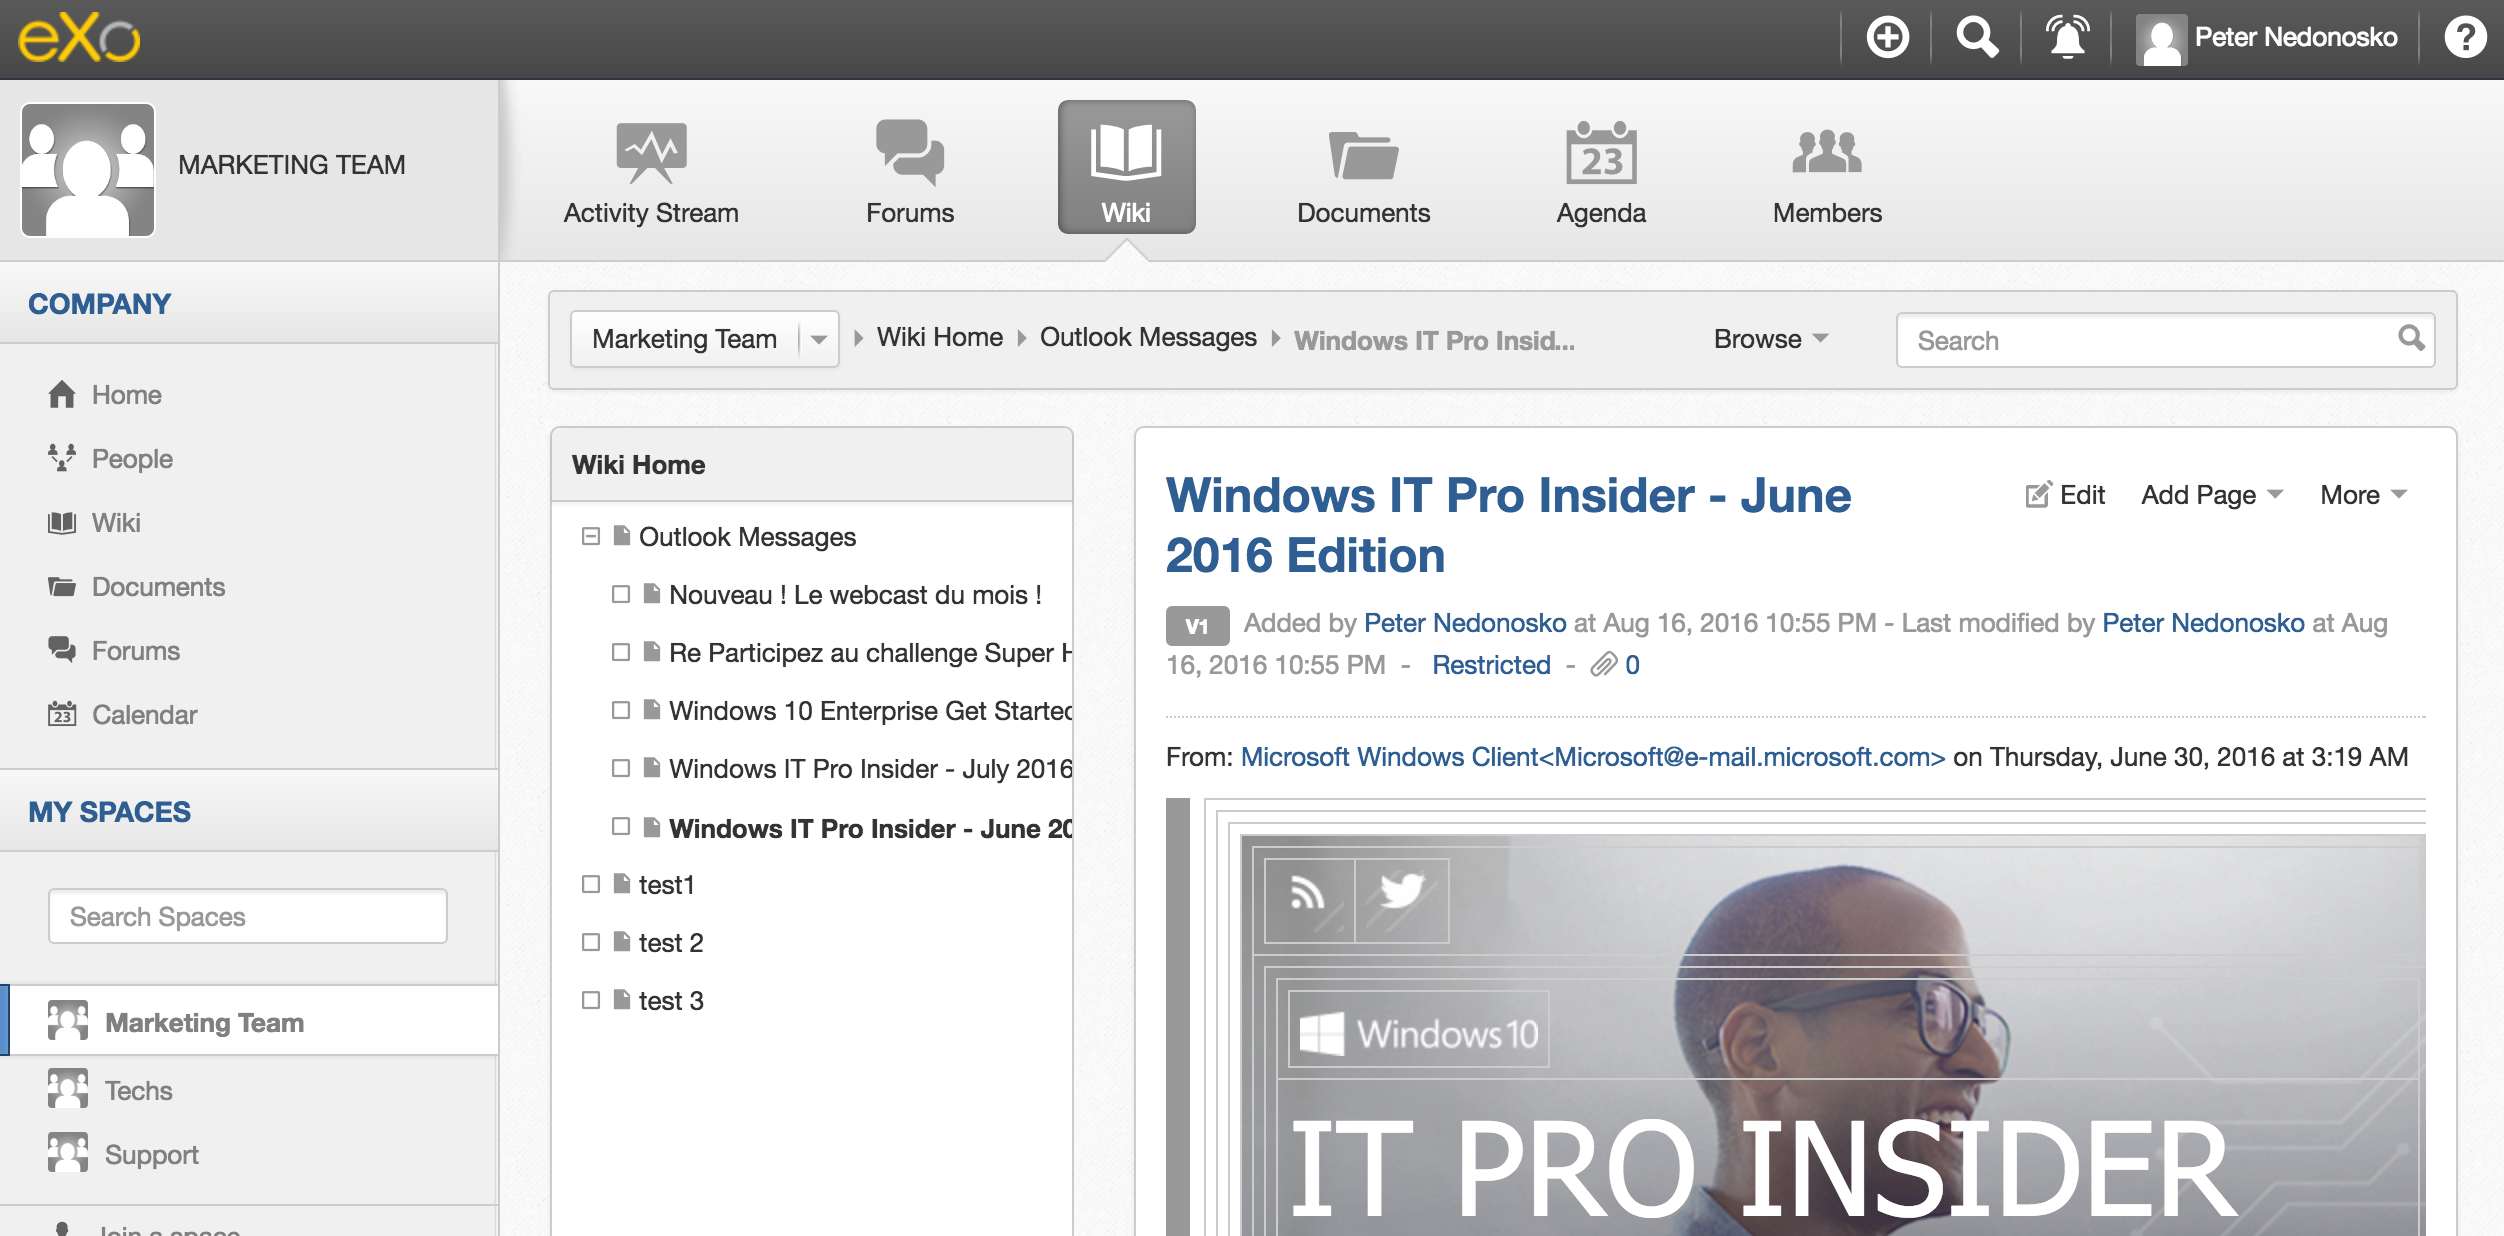 eXo
Peter Nedonosko
?
MARKETING TEAM
Activity Stream
Forums
Wiki
Documents
23
Agenda
Members
COMPANY
Home
People
Wiki
Documents
Forums
23
Calendar
MY SPACES
Search Spaces
Marketing Team
Techs
Support
Join a space
Marketing Team
Wiki Home
Outlook Messages
Windows IT Pro Insid...
Browse
Search
Wiki Home
Outlook Messages
Nouveau ! Le webcast du mois !
Re Participez au challenge Super H
Windows 10 Enterprise Get Started
Windows IT Pro Insider - July 2016
Windows IT Pro Insider - June 20
test1
test 2
test 3
Windows IT Pro Insider - June
2016 Edition
Edit
Add Page
More
V1 Added by Peter Nedonosko at Aug 16, 2016 10:55 PM - Last modified by Peter Nedonosko at Aug
16, 2016 10:55 PM - Restricted - 0
From: Microsoft Windows Client<Microsoft@e-mail.microsoft.com> on Thursday, June 30, 2016 at 3:19 AM
Windows 10
IT PRO INSIDER